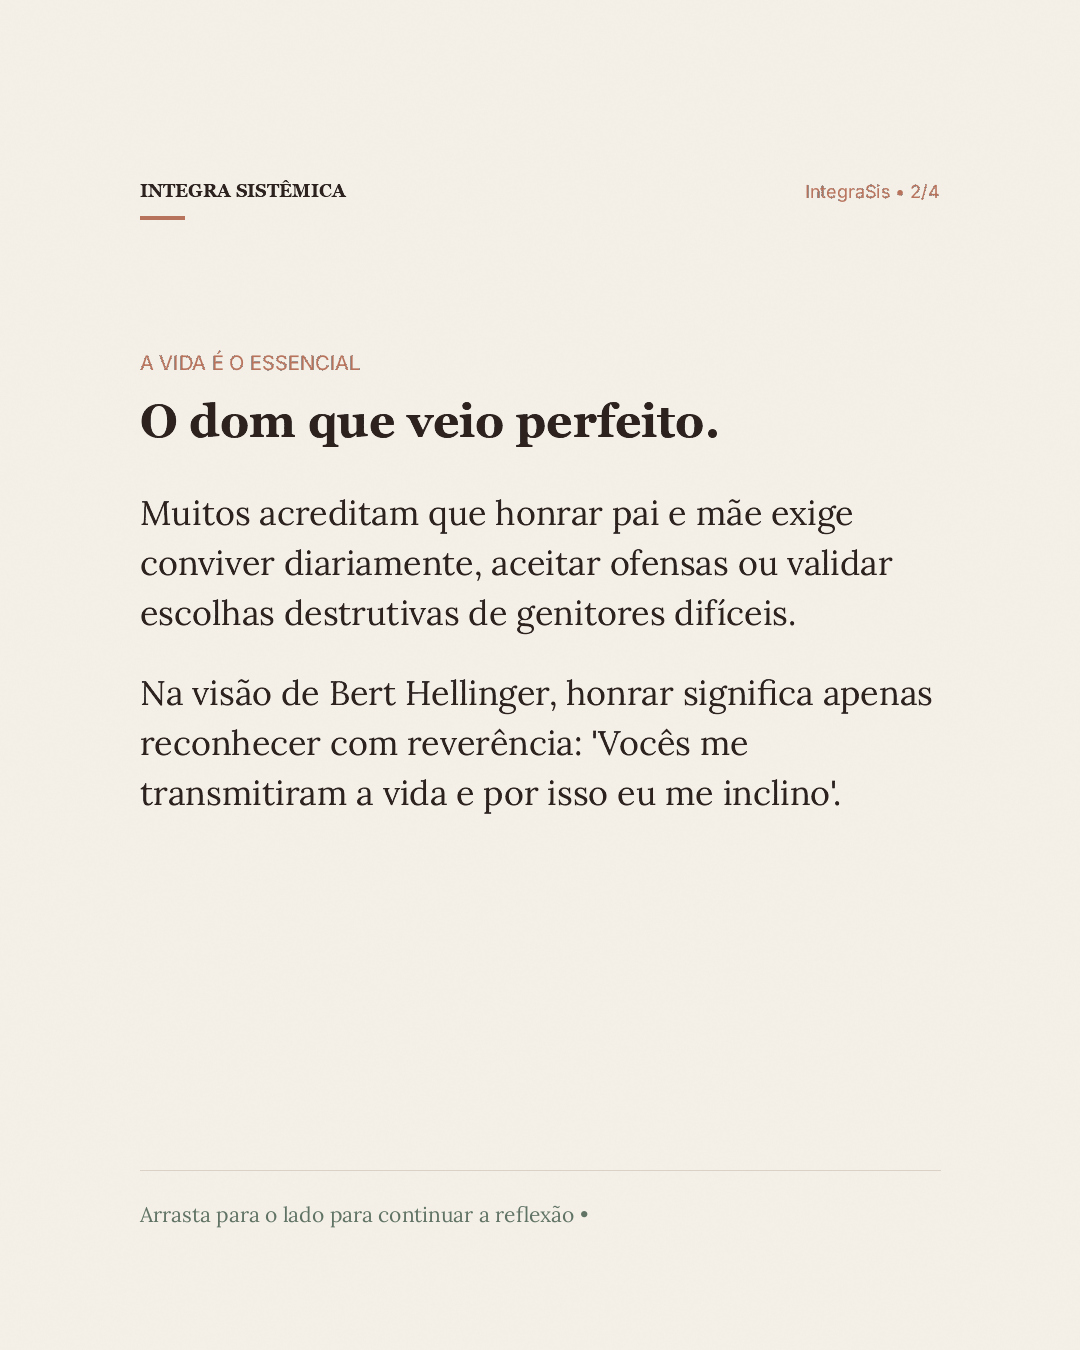 INTEGRA SISTÊMICA
IntegraSis • 2/4
A VIDA É O ESSENCIAL
O dom que veio perfeito.
Muitos acreditam que honrar pai e mãe exige
conviver diariamente, aceitar ofensas ou validar
escolhas destrutivas de genitores difíceis.
Na visão de Bert Hellinger, honrar significa apenas
reconhecer com reverência: 'Vocês me
transmitiram a vida e por isso eu me inclino'.
Arrasta para o lado para continuar a reflexão •